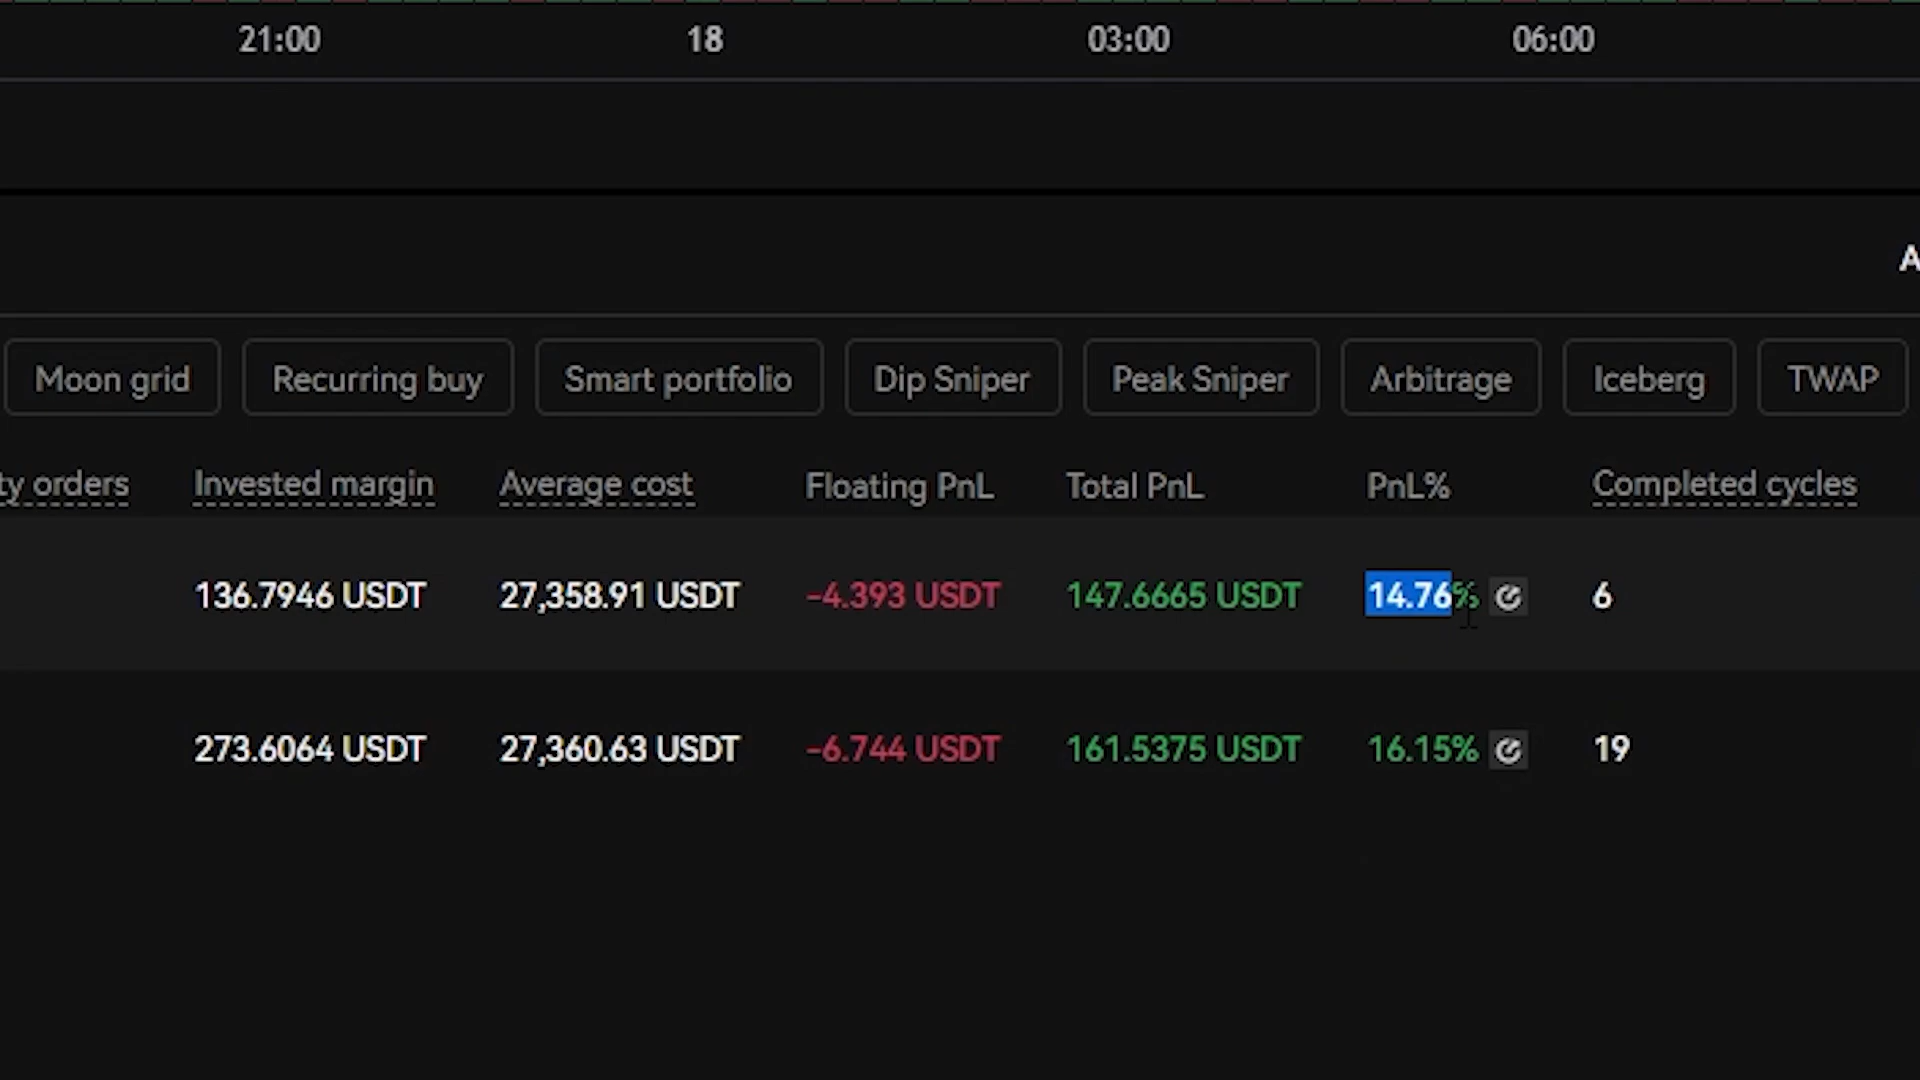 21:00 18 03:00 06:00
A
Moon grid Recurring buy Smart portfolio Dip Sniper Peak Sniper Arbitrage Iceberg TWAP
ty orders Invested margin Average cost Floating PnL Total PnL PnL% Completed cycles
136.7946 USDT 27,358.91 USDT -4.393 USDT 147.6665 USDT 14.76% 6
273.6064 USDT 27,360.63 USDT -6.744 USDT 161.5375 USDT 16.15% 19